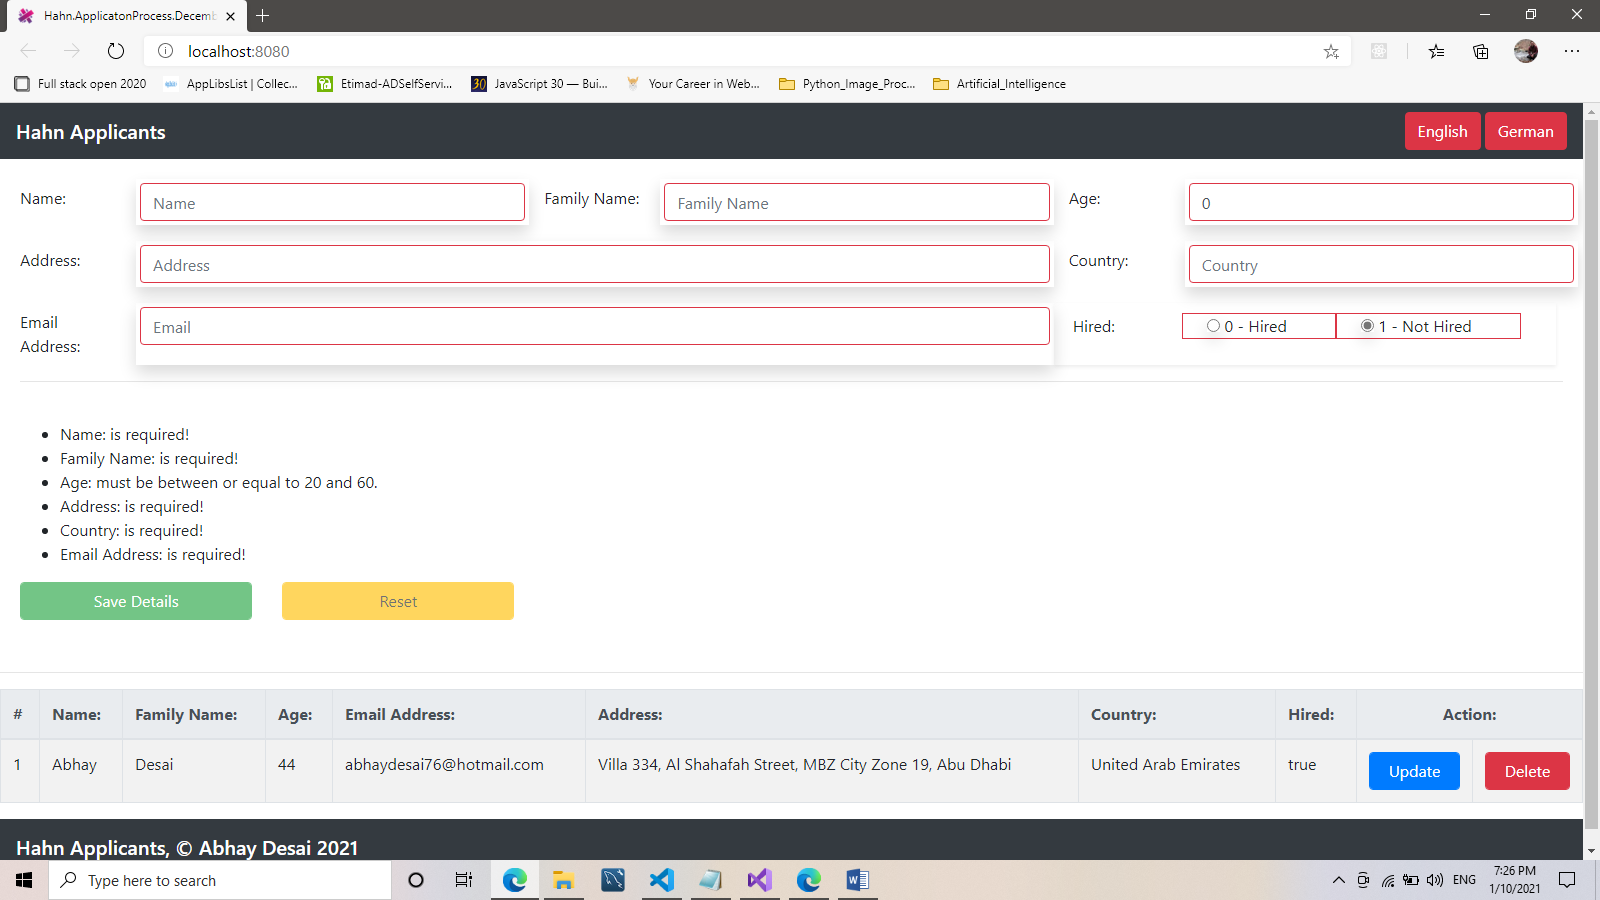 Hahn.ApplicatonProcess.Decemb
localhost:8080
Full stack open 2020
AppLibsList | Collec...
Etimad-ADSelfServi...
30 JavaScript 30 — Bui...
Your Career in Web...
Python_Image_Proc...
Artificial_Intelligence
Hahn Applicants
English German
Name: Name Family Name: Family Name Age: 0
Address: Address Country: Country
Email Address: Email Hired: 0 - Hired 1 - Not Hired
Name: is required!
Family Name: is required!
Age: must be between or equal to 20 and 60.
Address: is required!
Country: is required!
Email Address: is required!
Save Details Reset
# Name: Family Name: Age: Email Address: Address: Country: Hired: Action:
1 Abhay Desai 44 abhaydesai76@hotmail.com Villa 334, Al Shahafah Street, MBZ City Zone 19, Abu Dhabi United Arab Emirates true Update Delete
Hahn Applicants, © Abhay Desai 2021
Type here to search
ENG
7:26 PM
1/10/2021